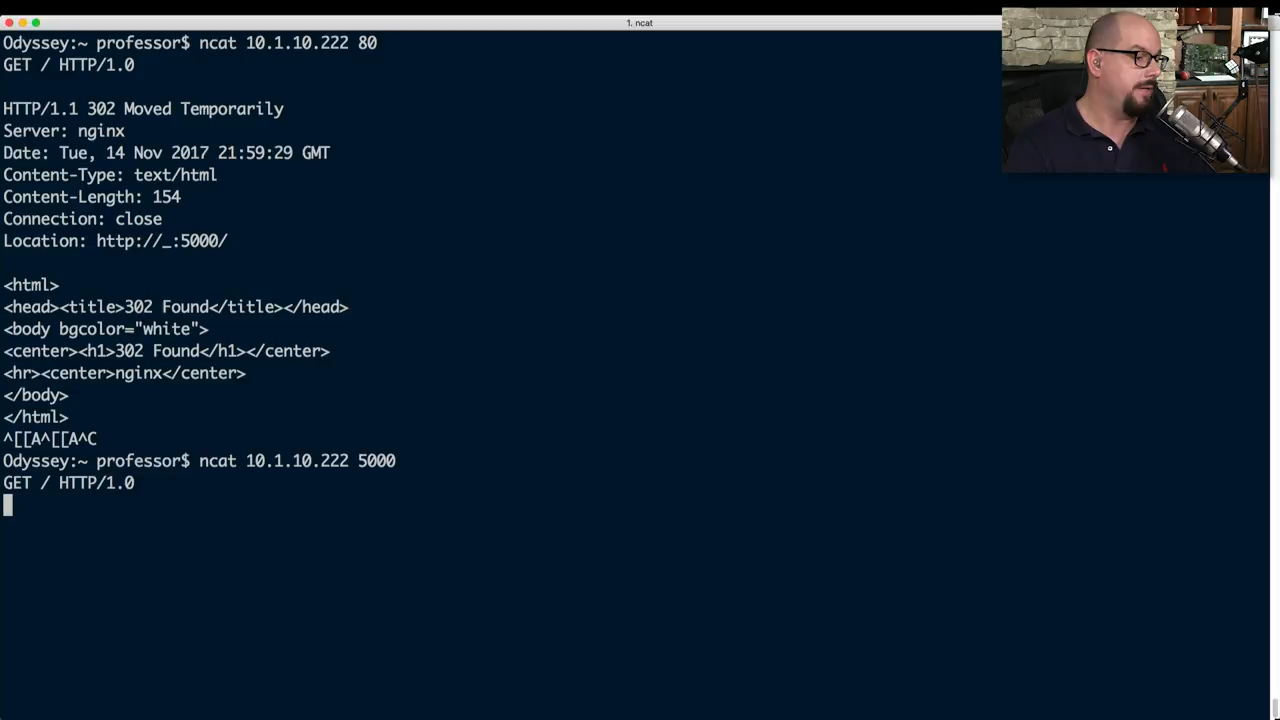 1. ncat
Odyssey:~ professor$ ncat 10.1.10.222 80
GET / HTTP/1.0
HTTP/1.1 302 Moved Temporarily
Server: nginx
Date: Tue, 14 Nov 2017 21:59:29 GMT
Content-Type: text/html
Content-Length: 154
Connection: close
Location: http://_:5000/
<html>
<head><title>302 Found</title></head>
<body bgcolor="white">
<center><h1>302 Found</h1></center>
<hr><center>nginx</center>
</body>
</html>
^[[A^[[A^C
Odyssey:~ professor$ ncat 10.1.10.222 5000
GET / HTTP/1.0